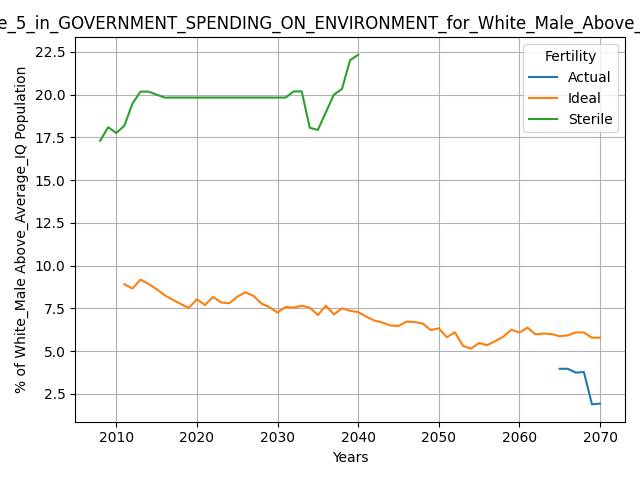 e_5_in_GOVERNMENT_SPENDING_ON_ENVIRONMENT_for_White_Male_Above_
% of White_Male Above_Average_IQ Population
22.5
20.0
17.5
15.0
12.5
10.0
7.5
5.0
2.5
Fertility
Actual
Ideal
Sterile
2010 2020 2030 2040 2050 2060 2070
Years